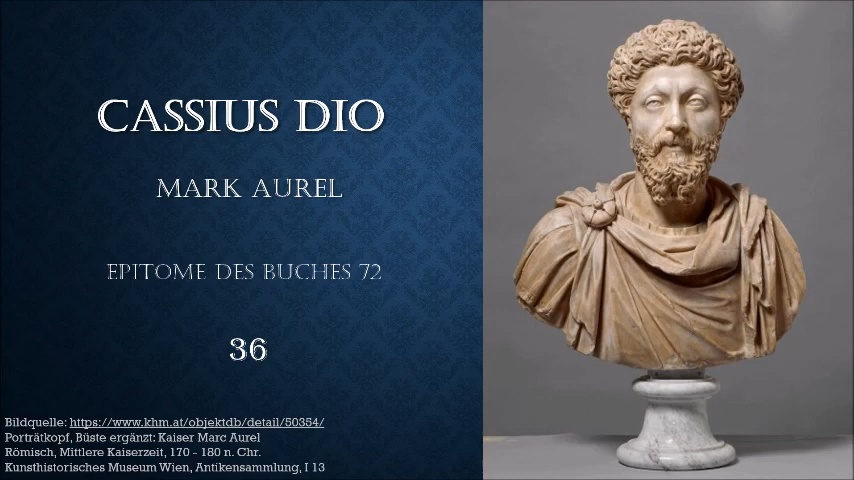 CASSIUS DIO
MARK AUREL
EPITOME DES BUCHES 72
36
Bildquelle: https://www.khm.at/objektdb/detail/50354/
Porträtkopf, Büste ergänzt: Kaiser Marc Aurel
Römisch, Mittlere Kaiserzeit, 170 - 180 n. Chr.
Kunsthistorisches Museum Wien, Antikensammlung, I 13